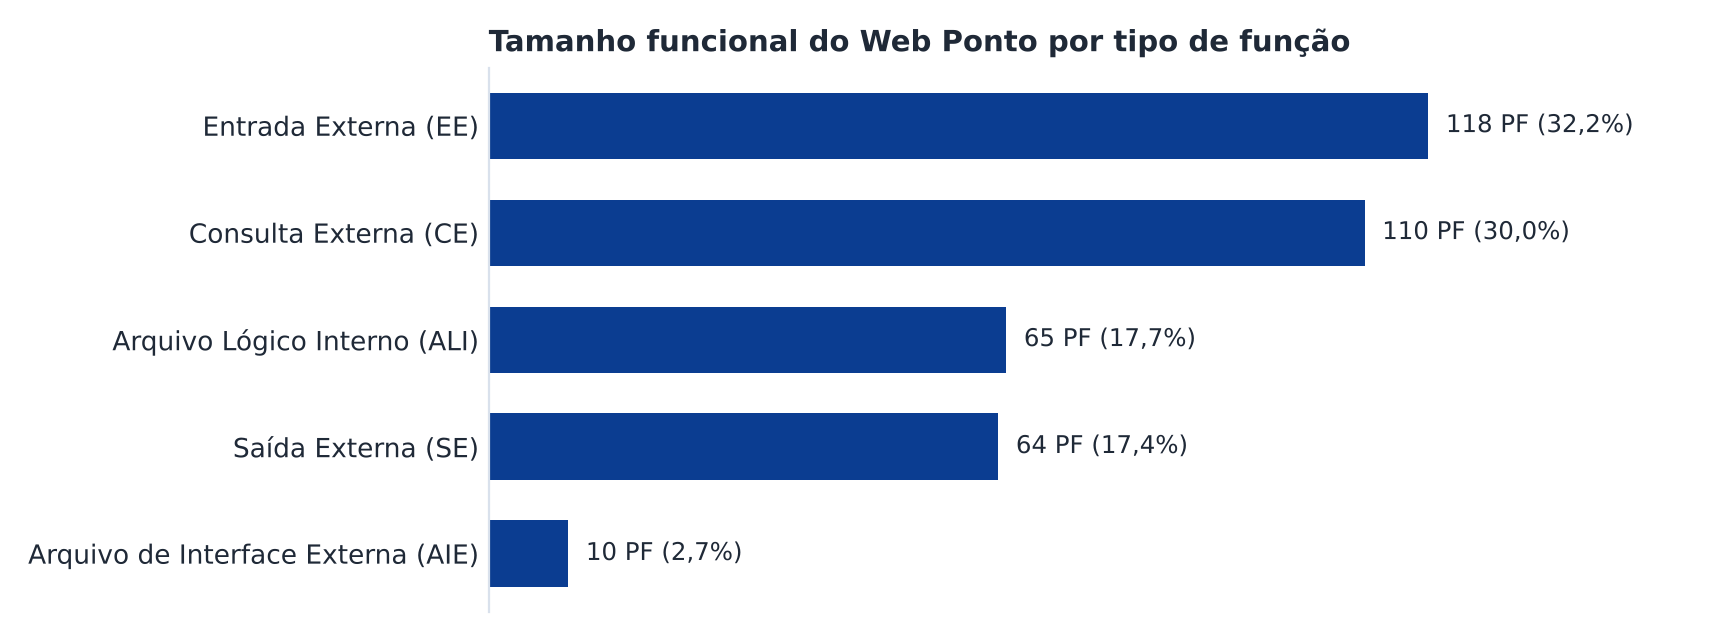 Tamanho funcional do Web Ponto por tipo de função
Entrada Externa (EE) 118 PF (32,2%)
Consulta Externa (CE) 110 PF (30,0%)
Arquivo Lógico Interno (ALI) 65 PF (17,7%)
Saída Externa (SE) 64 PF (17,4%)
Arquivo de Interface Externa (AIE) 10 PF (2,7%)